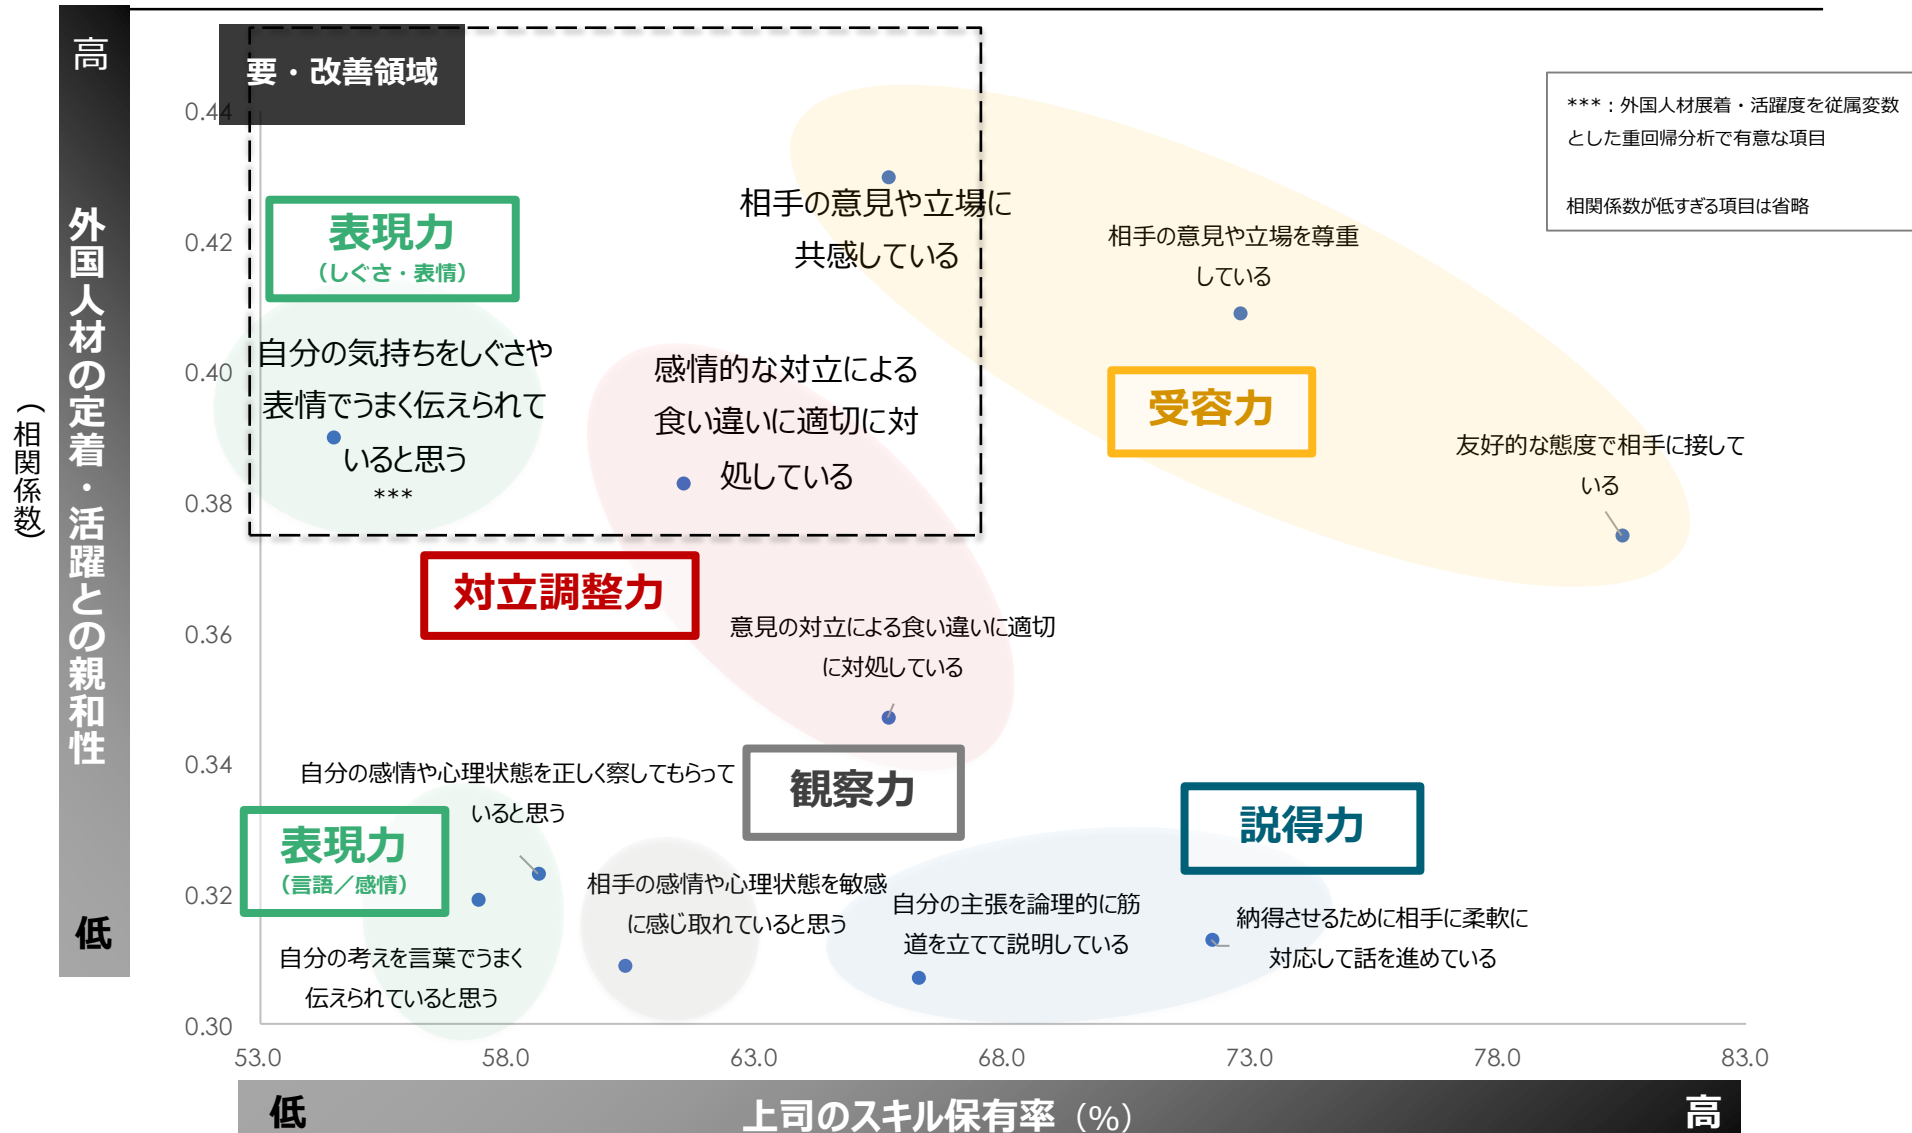 高
外国人材の定着・活躍との親和性
（相関係数）
低
要・改善領域
***：外国人材展着・活躍度を従属変数
とした重回帰分析で有意な項目
相関係数が低すぎる項目は省略
0.44
0.42
0.40
0.38
0.36
0.34
0.32
0.30
表現力
（しぐさ・表情）
相手の意見や立場に
共感している
相手の意見や立場を尊重
している
自分の気持ちをしぐさや
表情でうまく伝えられて
いると思う
***
感情的な対立による
食い違いに適切に対
処している
受容力
友好的な態度で相手に接して
いる
対立調整力
意見の対立による食い違いに適切
に対処している
自分の感情や心理状態を正しく察してもらって
いると思う
観察力
説得力
表現力
（言語／感情）
相手の感情や心理状態を敏感
に感じ取れていると思う
自分の主張を論理的に筋
道を立てて説明している
納得させるために相手に柔軟に
対応して話を進めている
自分の考えを言葉でうまく
伝えられていると思う
53.0
58.0
63.0
68.0
73.0
78.0
83.0
低
上司のスキル保有率（%）
高